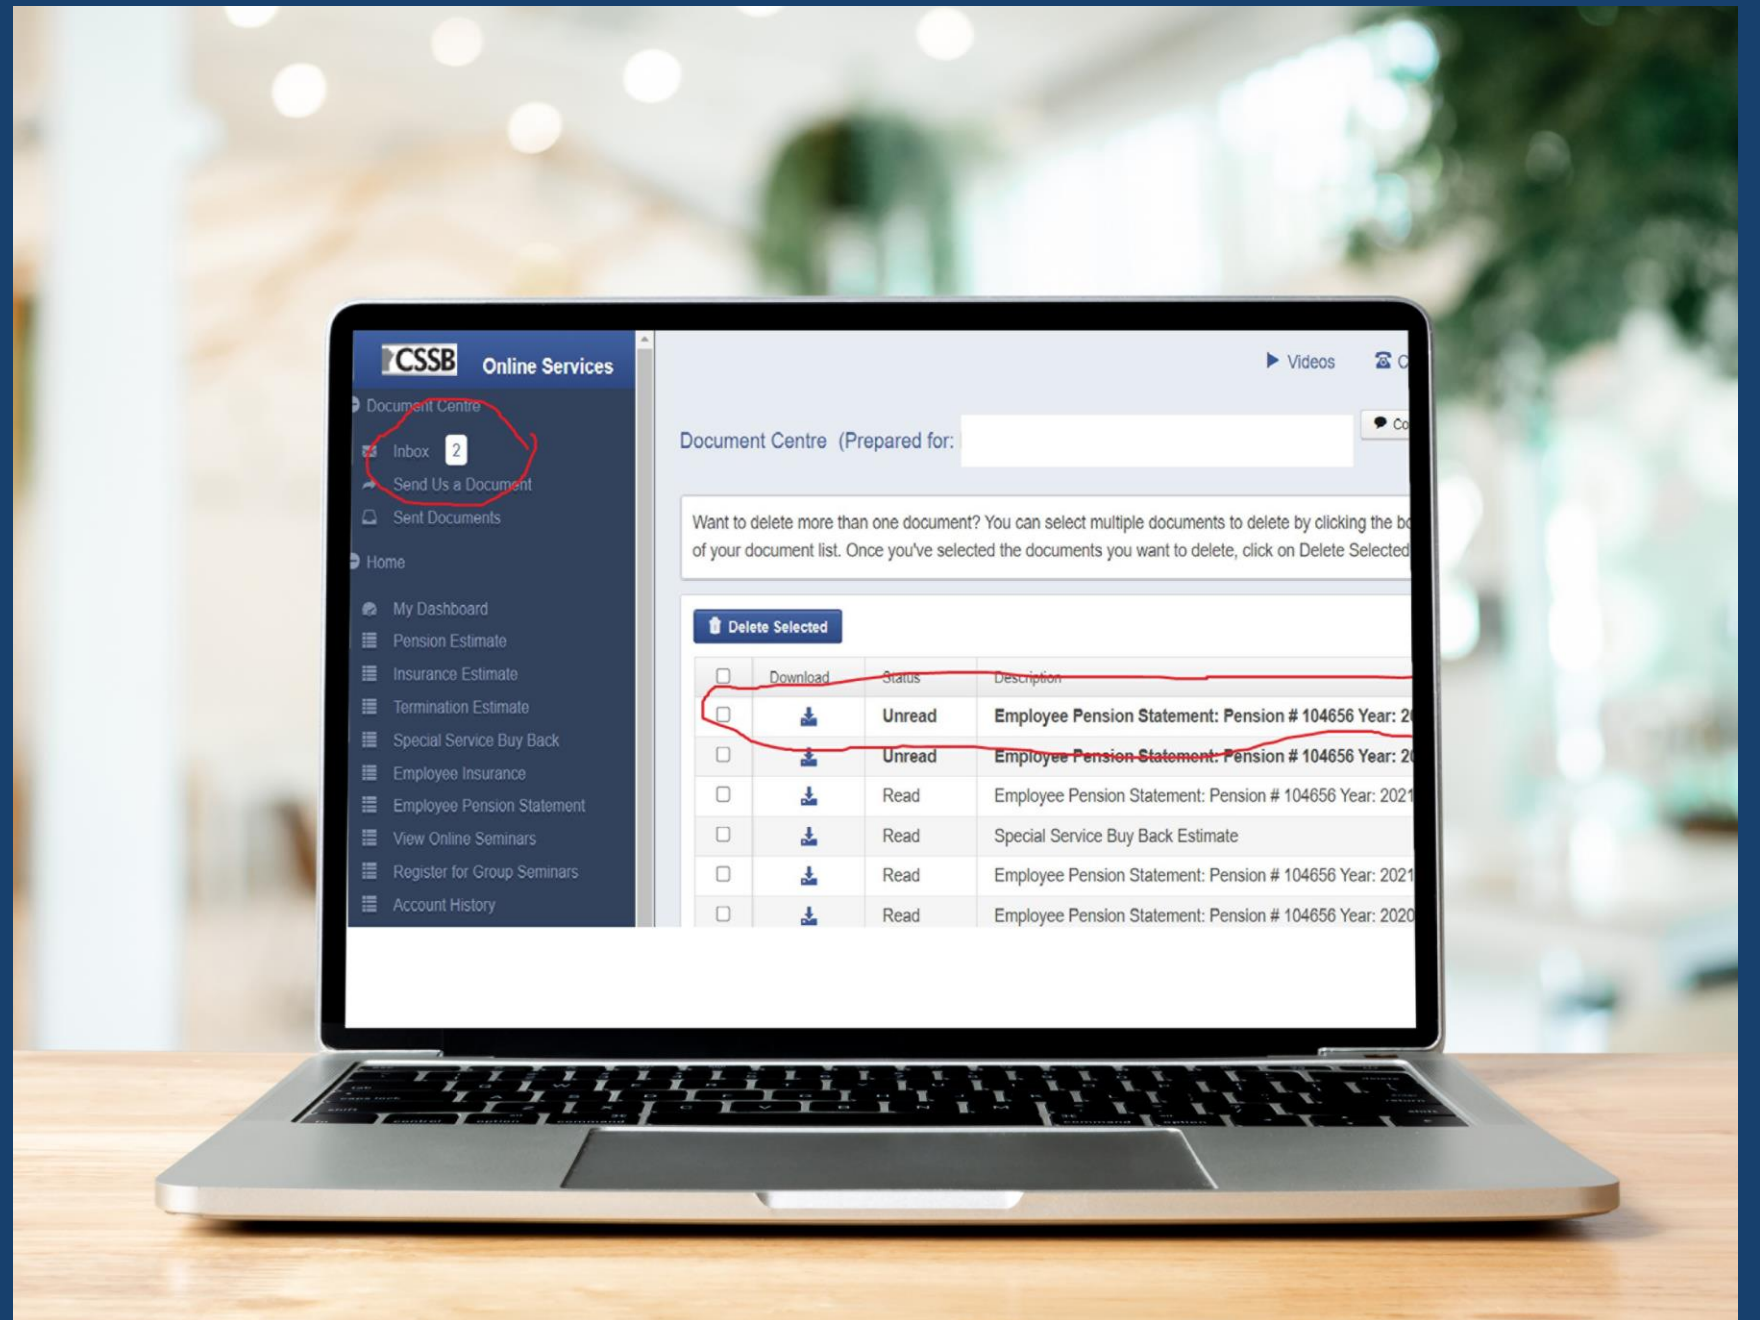 CSSB Online Services
Document Centre
Inbox 2
Send Us a Document
Sent Documents
Home
My Dashboard
Pension Estimate
Insurance Estimate
Termination Estimate
Special Service Buy Back
Employee Insurance
Employee Pension Statement
View Online Seminars
Register for Group Seminars
Account History
Videos C
Document Centre (Prepared for:
Co
Want to delete more than one document? You can select multiple documents to delete by clicking the bo
of your document list. Once you've selected the documents you want to delete, click on Delete Selected
Delete Selected
Download Status Description
Unread Employee Pension Statement: Pension # 104656 Year: 2
Unread Employee Pension Statement: Pension # 104656 Year: 2
Read Employee Pension Statement: Pension # 104656 Year: 2021
Read Special Service Buy Back Estimate
Read Employee Pension Statement: Pension # 104656 Year: 2021
Read Employee Pension Statement: Pension # 104656 Year: 2020